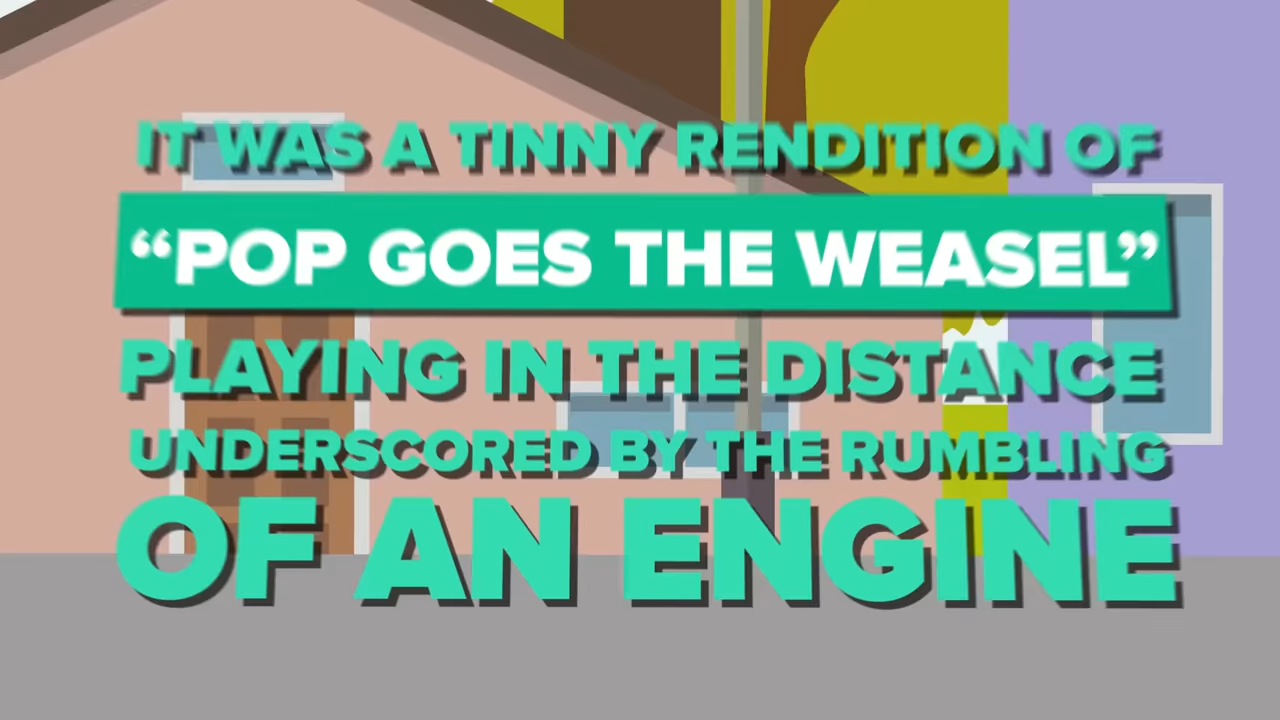 IT WAS A TINNY RENDITION OF
“POP GOES THE WEASEL”
PLAYING IN THE DISTANCE
UNDERSCORED BY THE RUMBLING
OF AN ENGINE